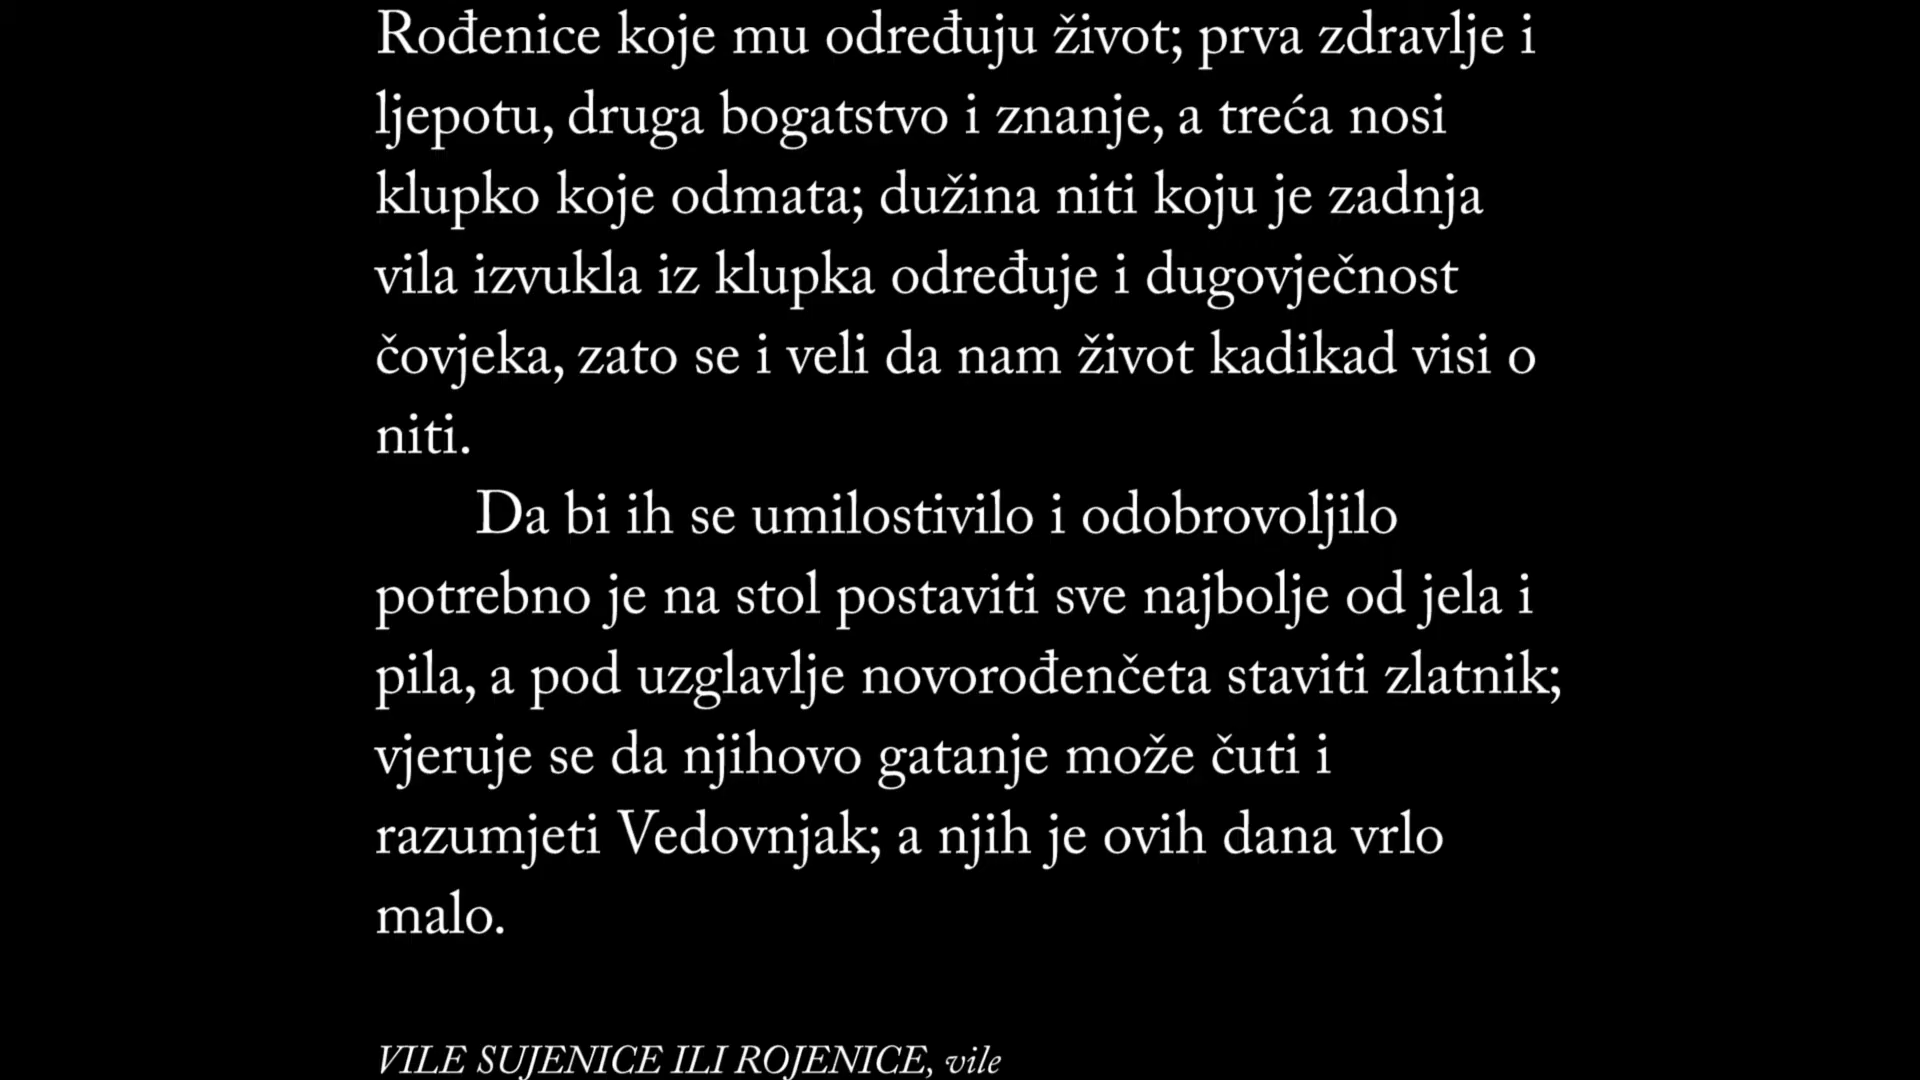 Rođenice koje mu određuju život; prva zdravlje i
ljepotu, druga bogatstvo i znanje, a treća nosi
klupko koje odmata; dužina niti koju je zadnja
vila izvukla iz klupka određuje i dugovječnost
čovjeka, zato se i veli da nam život kadikad visi o
niti.
Da bi ih se umilostivilo i odobrovoljilo
potrebno je na stol postaviti sve najbolje od jela i
pila, a pod uzglavlje novorođenčeta staviti zlatnik;
vjeruje se da njihovo gatanje može čuti i
razumjeti Vedovnjak; a njih je ovih dana vrlo
malo.
VILE SUJENICE ILI ROJENICE, vile